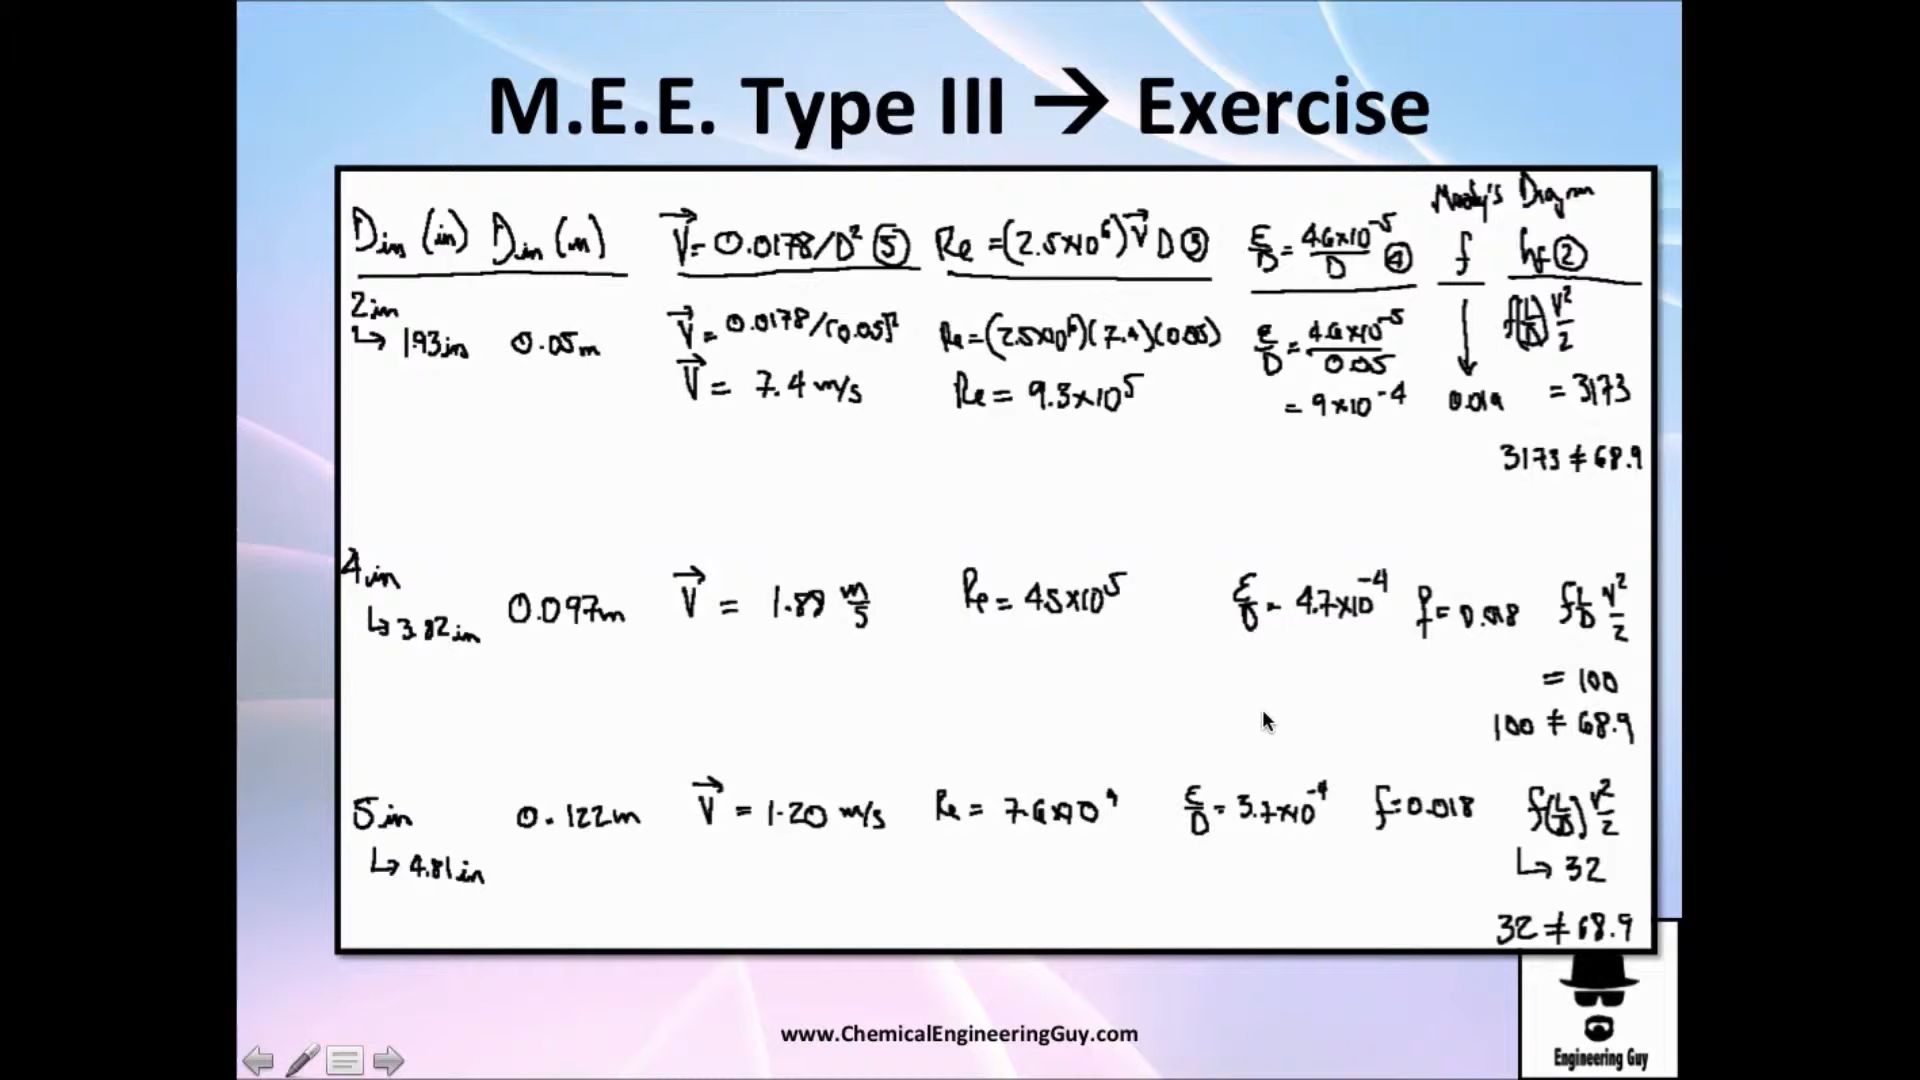 M.E.E. Type III → Exercise
Moody's Diagram
D_in (in) D_in (m) V⃗ = 0.0178/D² ⑤ Re = (2.5x10⁶) V⃗ D ③ ε/D = 4.6x10⁻⁵/D ④ f hf ②
2in
↳ 1.93in 0.05m V⃗ = 0.0178/(0.05)² Re = (2.5x10⁶)(7.4)(0.05) ε/D = 4.6x10⁻⁵/0.05 ↓ f(L/D) V²/2
V⃗ = 7.4 m/s Re = 9.3x10⁵ = 9x10⁻⁴ 0.019 = 3173
3173 ≠ 68.9
4in
↳ 3.82in 0.097m V⃗ = 1.88 m/s Re = 4.5x10⁵ ε/D = 4.7x10⁻⁴ f = 0.018 f L/D V²/2
= 100
100 ≠ 68.9
5in 0.122m V⃗ = 1.20 m/s Re = 7.6x10⁴ ε/D = 3.7x10⁻⁴ f = 0.018 f(L/D) V²/2
↳ 4.81in ↳ 32
32 ≠ 68.9
www.ChemicalEngineeringGuy.com
Engineering Guy